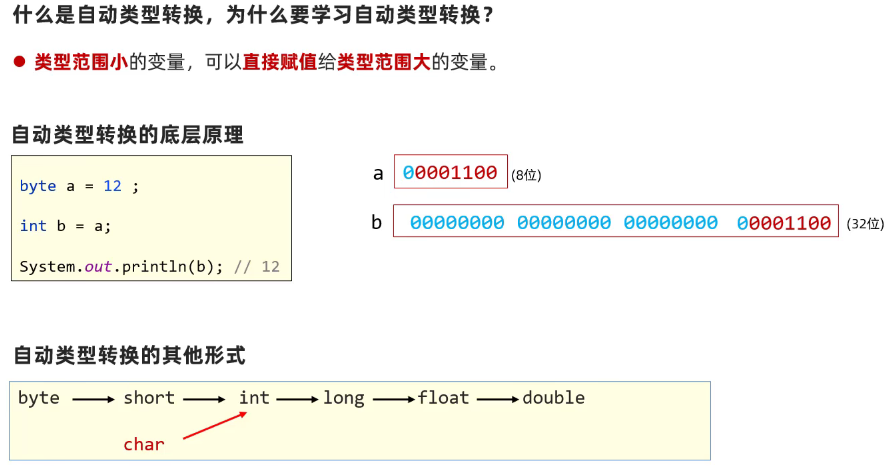 什么是自动类型转换，为什么要学习自动类型转换？
● 类型范围小的变量，可以直接赋值给类型范围大的变量。
自动类型转换的底层原理
byte a = 12 ;
int b = a;
System.out.println(b); // 12
a 00001100 (8位)
b 00000000 00000000 00000000 00001100 (32位)
自动类型转换的其他形式
byte short int long float double
char